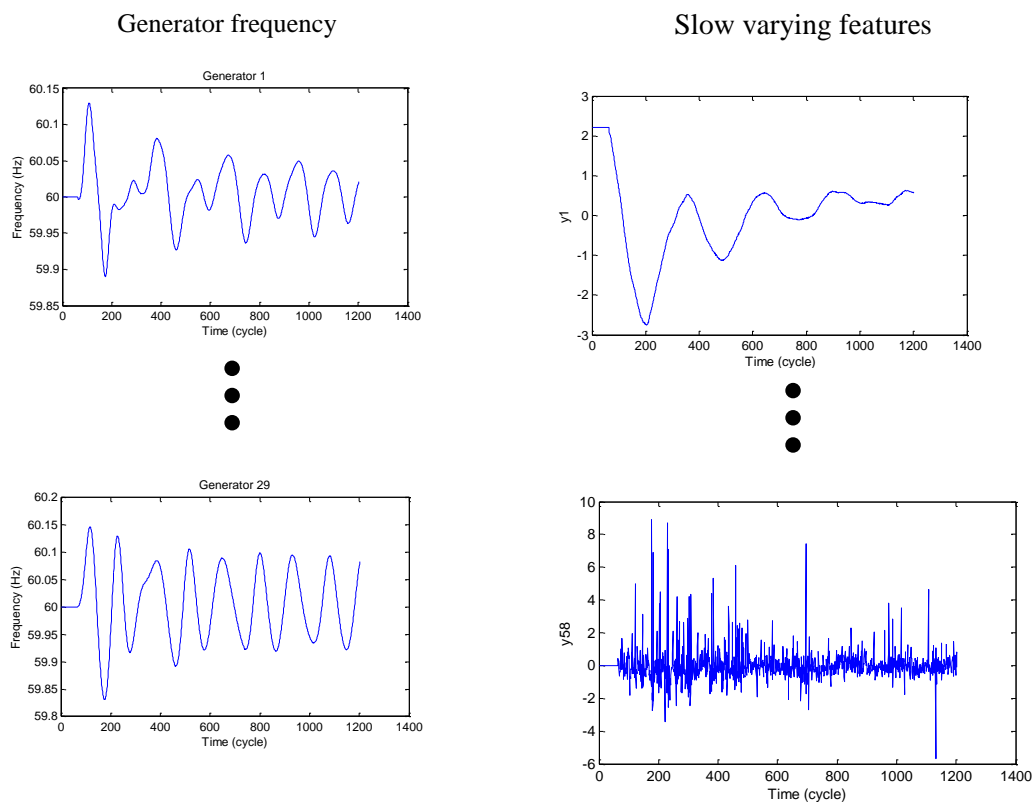 Generator frequency
Slow varying features
Generator 1
60.15
60.1
60.05
60
59.95
59.9
59.85
Frequency (Hz)
0 200 400 600 800 1000 1200 1400
Time (cycle)
3
2
1
0
-1
-2
-3
y1
0 200 400 600 800 1000 1200 1400
Time (cycle)
Generator 29
60.2
60.15
60.1
60.05
60
59.95
59.9
59.85
59.8
Frequency (Hz)
0 200 400 600 800 1000 1200 1400
Time (cycle)
10
8
6
4
2
0
-2
-4
-6
y58
0 200 400 600 800 1000 1200 1400
Time (cycle)